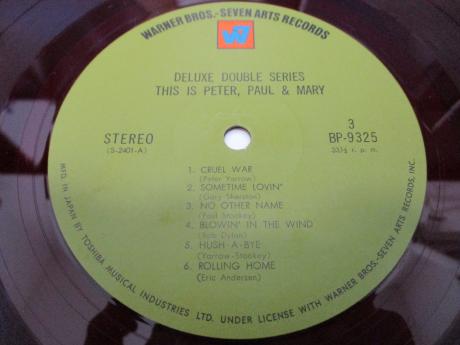 WARNER BROS.-SEVEN ARTS RECORDS
W7
DELUXE DOUBLE SERIES
THIS IS PETER, PAUL & MARY
3
STEREO BP-9325
(S-2401-A) 33⅓ r. p. m.
1. CRUEL WAR
(Peter Yarrow)
2. SOMETIME LOVIN'
(Gary Shearston)
3. NO OTHER NAME
(Paul Stookey)
4. BLOWIN' IN THE WIND
(Bob Dylan)
5. HUSH-A-BYE
(Yarrow-Stookey)
6. ROLLING HOME
(Eric Andersen)
MFG. IN JAPAN BY TOSHIBA MUSICAL INDUSTRIES LTD. UNDER LICENSE WITH WARNER BROS.-SEVEN ARTS RECORDS, INC.